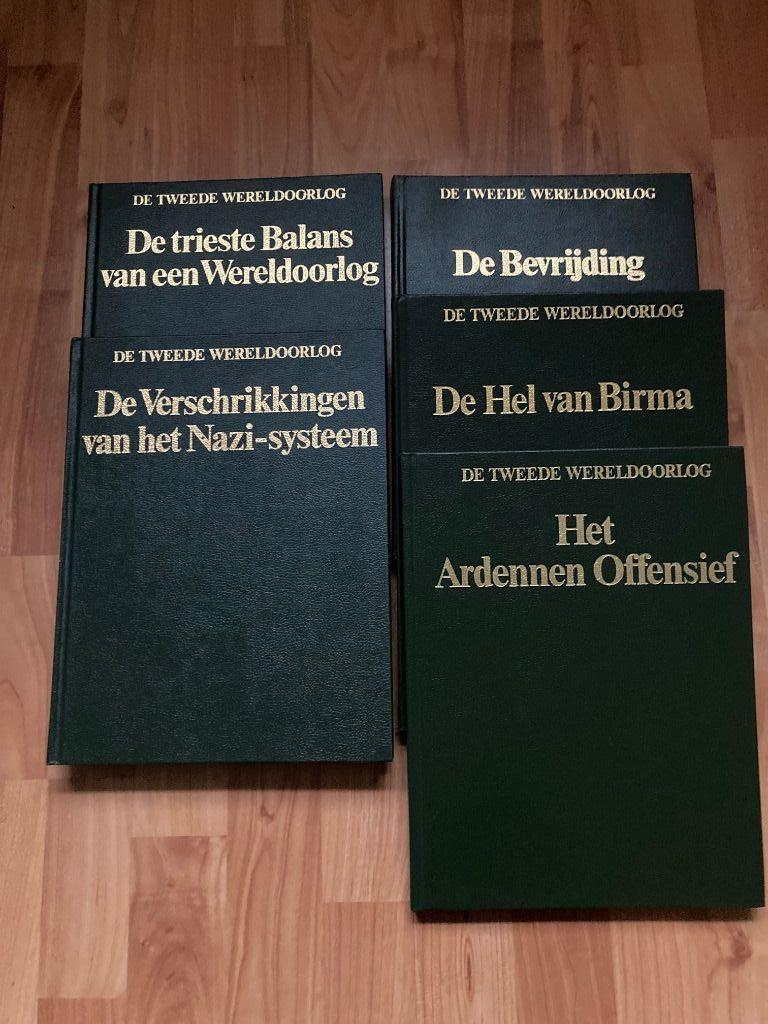 DE TWEEDE WERELDOORLOG
De trieste Balans
van een Wereldoorlog
DE TWEEDE WERELDOORLOG
De Verschrikkingen
van het Nazi-systeem
DE TWEEDE WERELDOORLOG
De Bevrijding
DE TWEEDE WERELDOORLOG
De Hel van Birma
DE TWEEDE WERELDOORLOG
Het
Ardennen Offensief